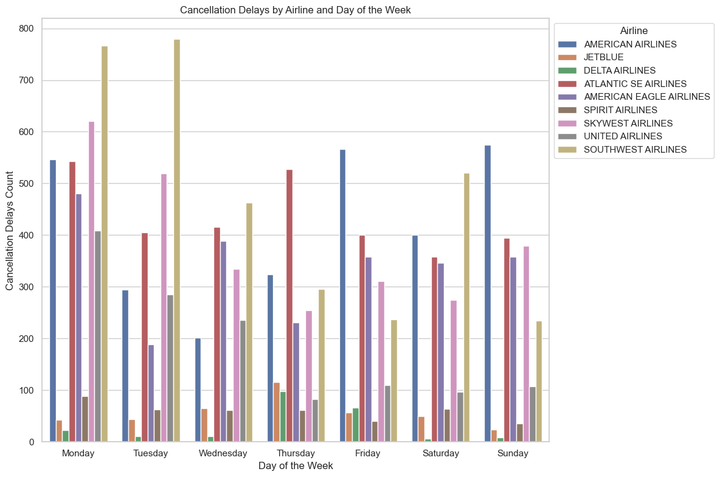 Cancellation Delays by Airline and Day of the Week
Airline
AMERICAN AIRLINES
JETBLUE
DELTA AIRLINES
ATLANTIC SE AIRLINES
AMERICAN EAGLE AIRLINES
SPIRIT AIRLINES
SKYWEST AIRLINES
UNITED AIRLINES
SOUTHWEST AIRLINES
Cancellation Delays Count
800
700
600
500
400
300
200
100
0
Monday Tuesday Wednesday Thursday Friday Saturday Sunday
Day of the Week